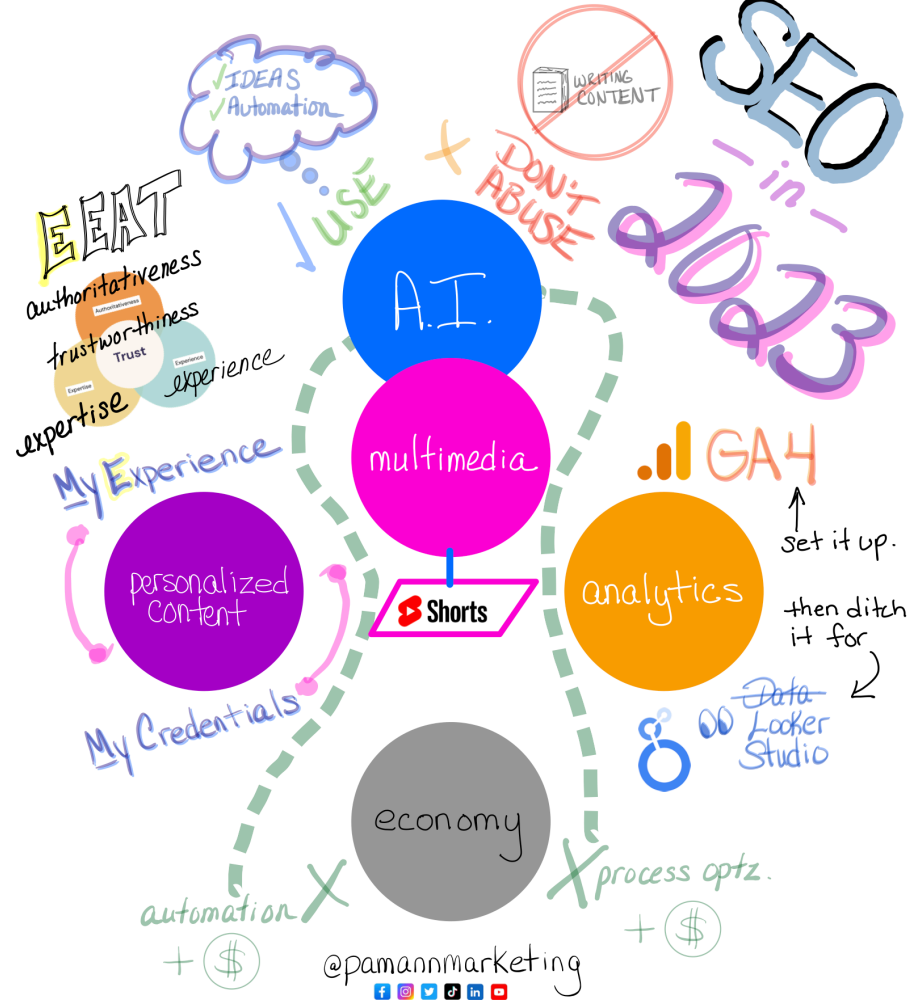 SEO
- in -
2023
✓IDEAS
✓Automation
USE
+
DON'T
ABUSE
WRITING
CONTENT
EEAT
authoritativeness
Authoritativeness
trustworthiness
Trust
Experience
experience
Expertise
expertise
A.I.
multimedia
Shorts
My Experience
personalized
content
My Credentials
GA4
set it up.
analytics
then ditch
it for
Data
Looker
Studio
economy
automation
+ $
process optz.
+ $
@pamannmarketing